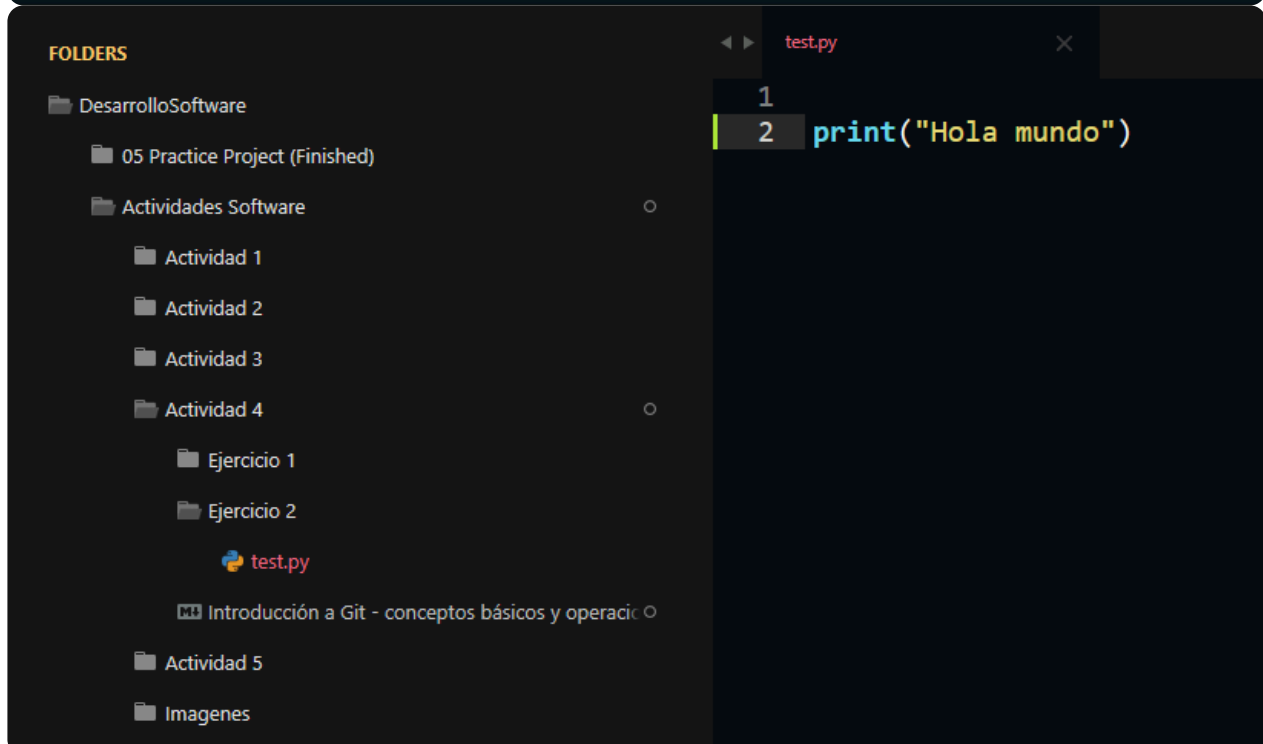 FOLDERS
DesarrolloSoftware
05 Practice Project (Finished)
Actividades Software
Actividad 1
Actividad 2
Actividad 3
Actividad 4
Ejercicio 1
Ejercicio 2
test.py
Introducción a Git - conceptos básicos y operacic
Actividad 5
Imagenes
test.py
1
2 print("Hola mundo")